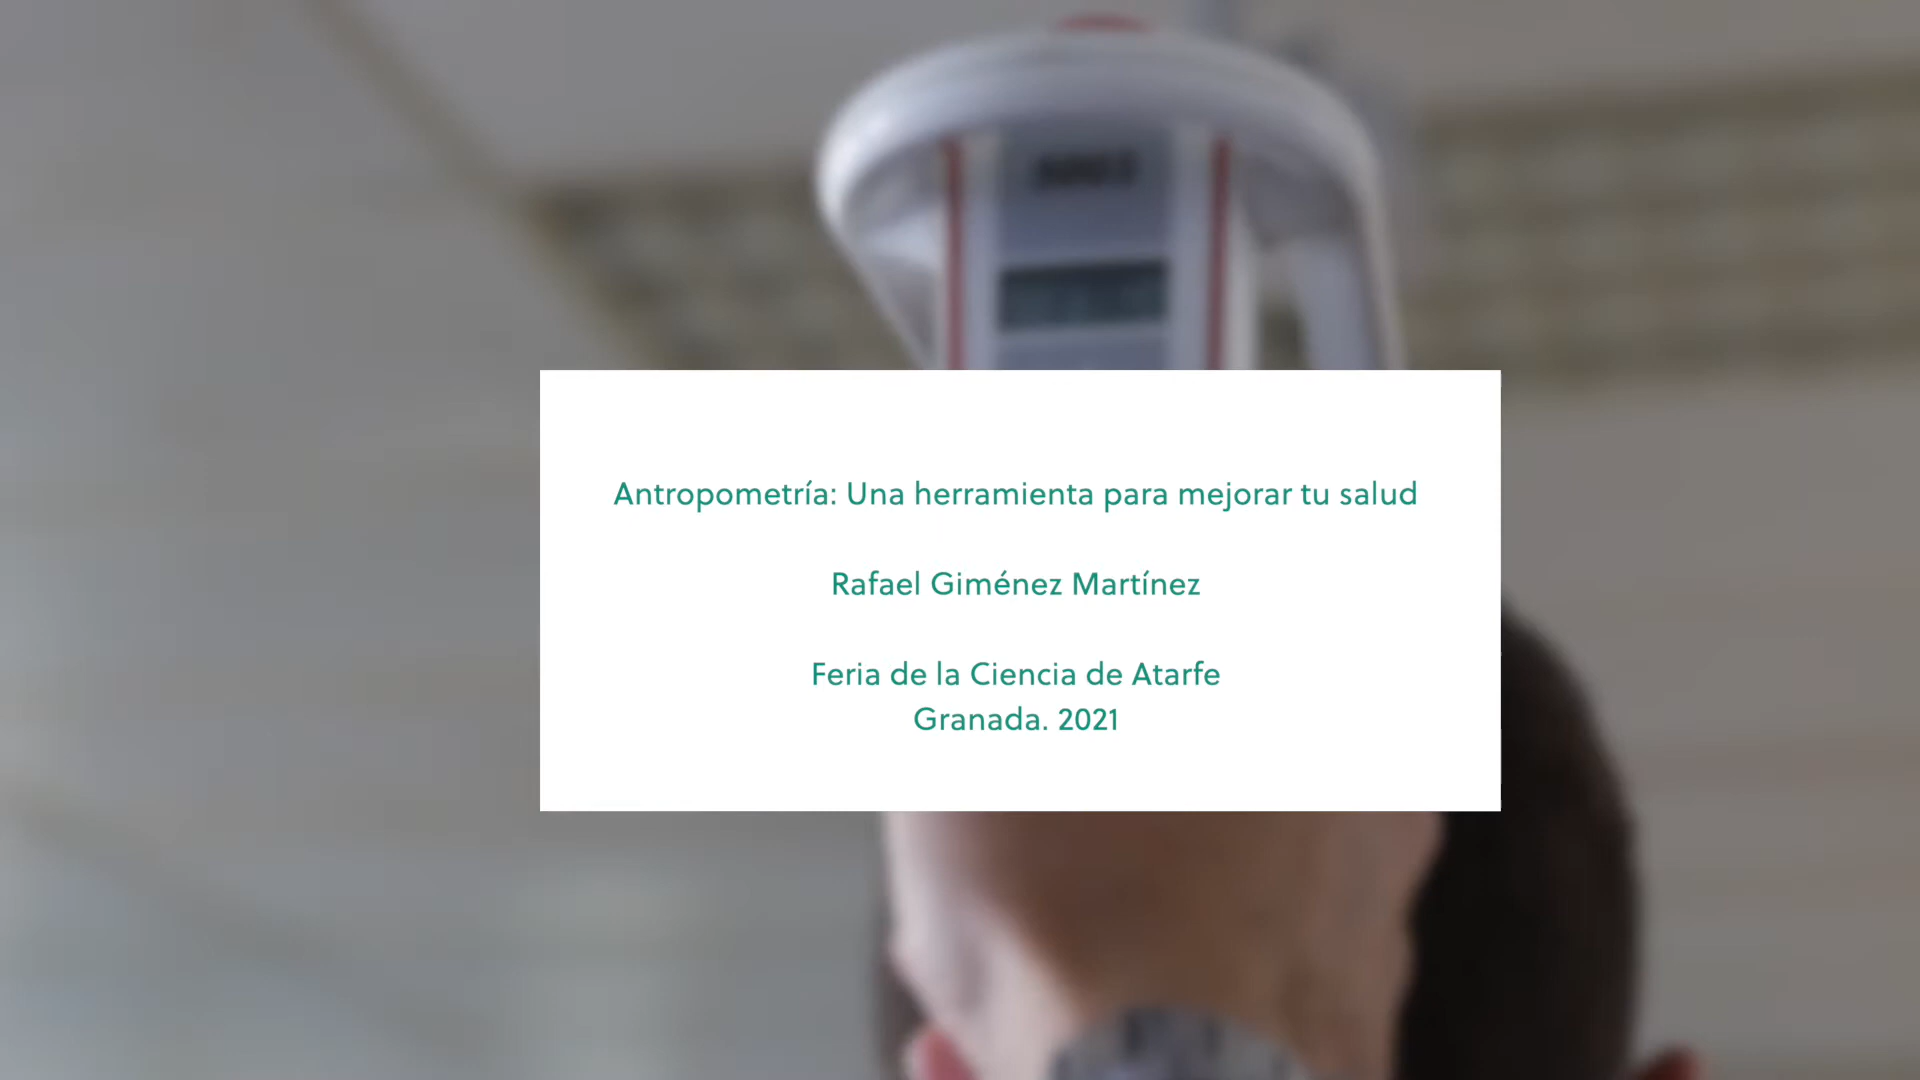 Antropometría: Una herramienta para mejorar tu salud
Rafael Giménez Martínez
Feria de la Ciencia de Atarfe
Granada. 2021